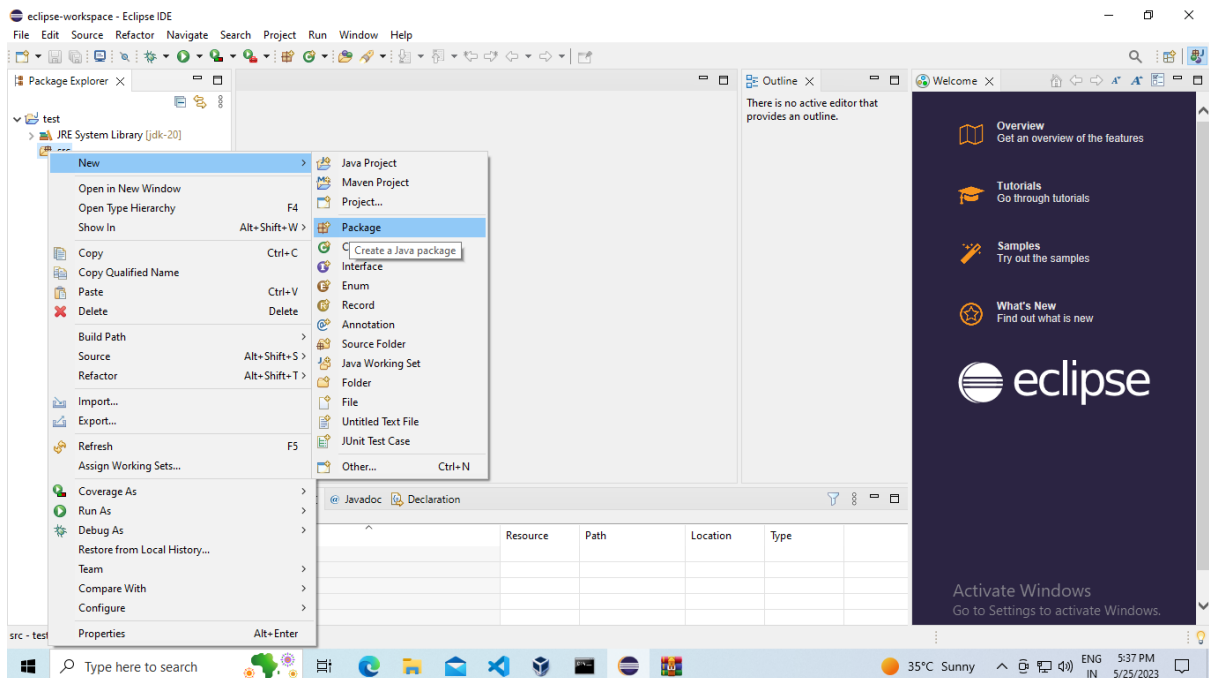 eclipse-workspace - Eclipse IDE
File Edit Source Refactor Navigate Search Project Run Window Help
Package Explorer
test
JRE System Library [jdk-20]
src
New
Open in New Window
Open Type Hierarchy F4
Show In Alt+Shift+W >
Copy Ctrl+C
Copy Qualified Name
Paste Ctrl+V
Delete Delete
Build Path
Source Alt+Shift+S >
Refactor Alt+Shift+T >
Import...
Export...
Refresh F5
Assign Working Sets...
Coverage As
Run As
Debug As
Restore from Local History...
Team
Compare With
Configure
Properties Alt+Enter
Java Project
Maven Project
Project...
Package
Create a Java package
Interface
Enum
Record
Annotation
Source Folder
Java Working Set
Folder
File
Untitled Text File
JUnit Test Case
Other... Ctrl+N
@ Javadoc Declaration
Resource Path Location Type
Outline
There is no active editor that
provides an outline.
Welcome
Overview
Get an overview of the features
Tutorials
Go through tutorials
Samples
Try out the samples
What's New
Find out what is new
eclipse
Activate Windows
Go to Settings to activate Windows.
src - test
Type here to search
35°C Sunny
ENG
IN
5:37 PM
5/25/2023